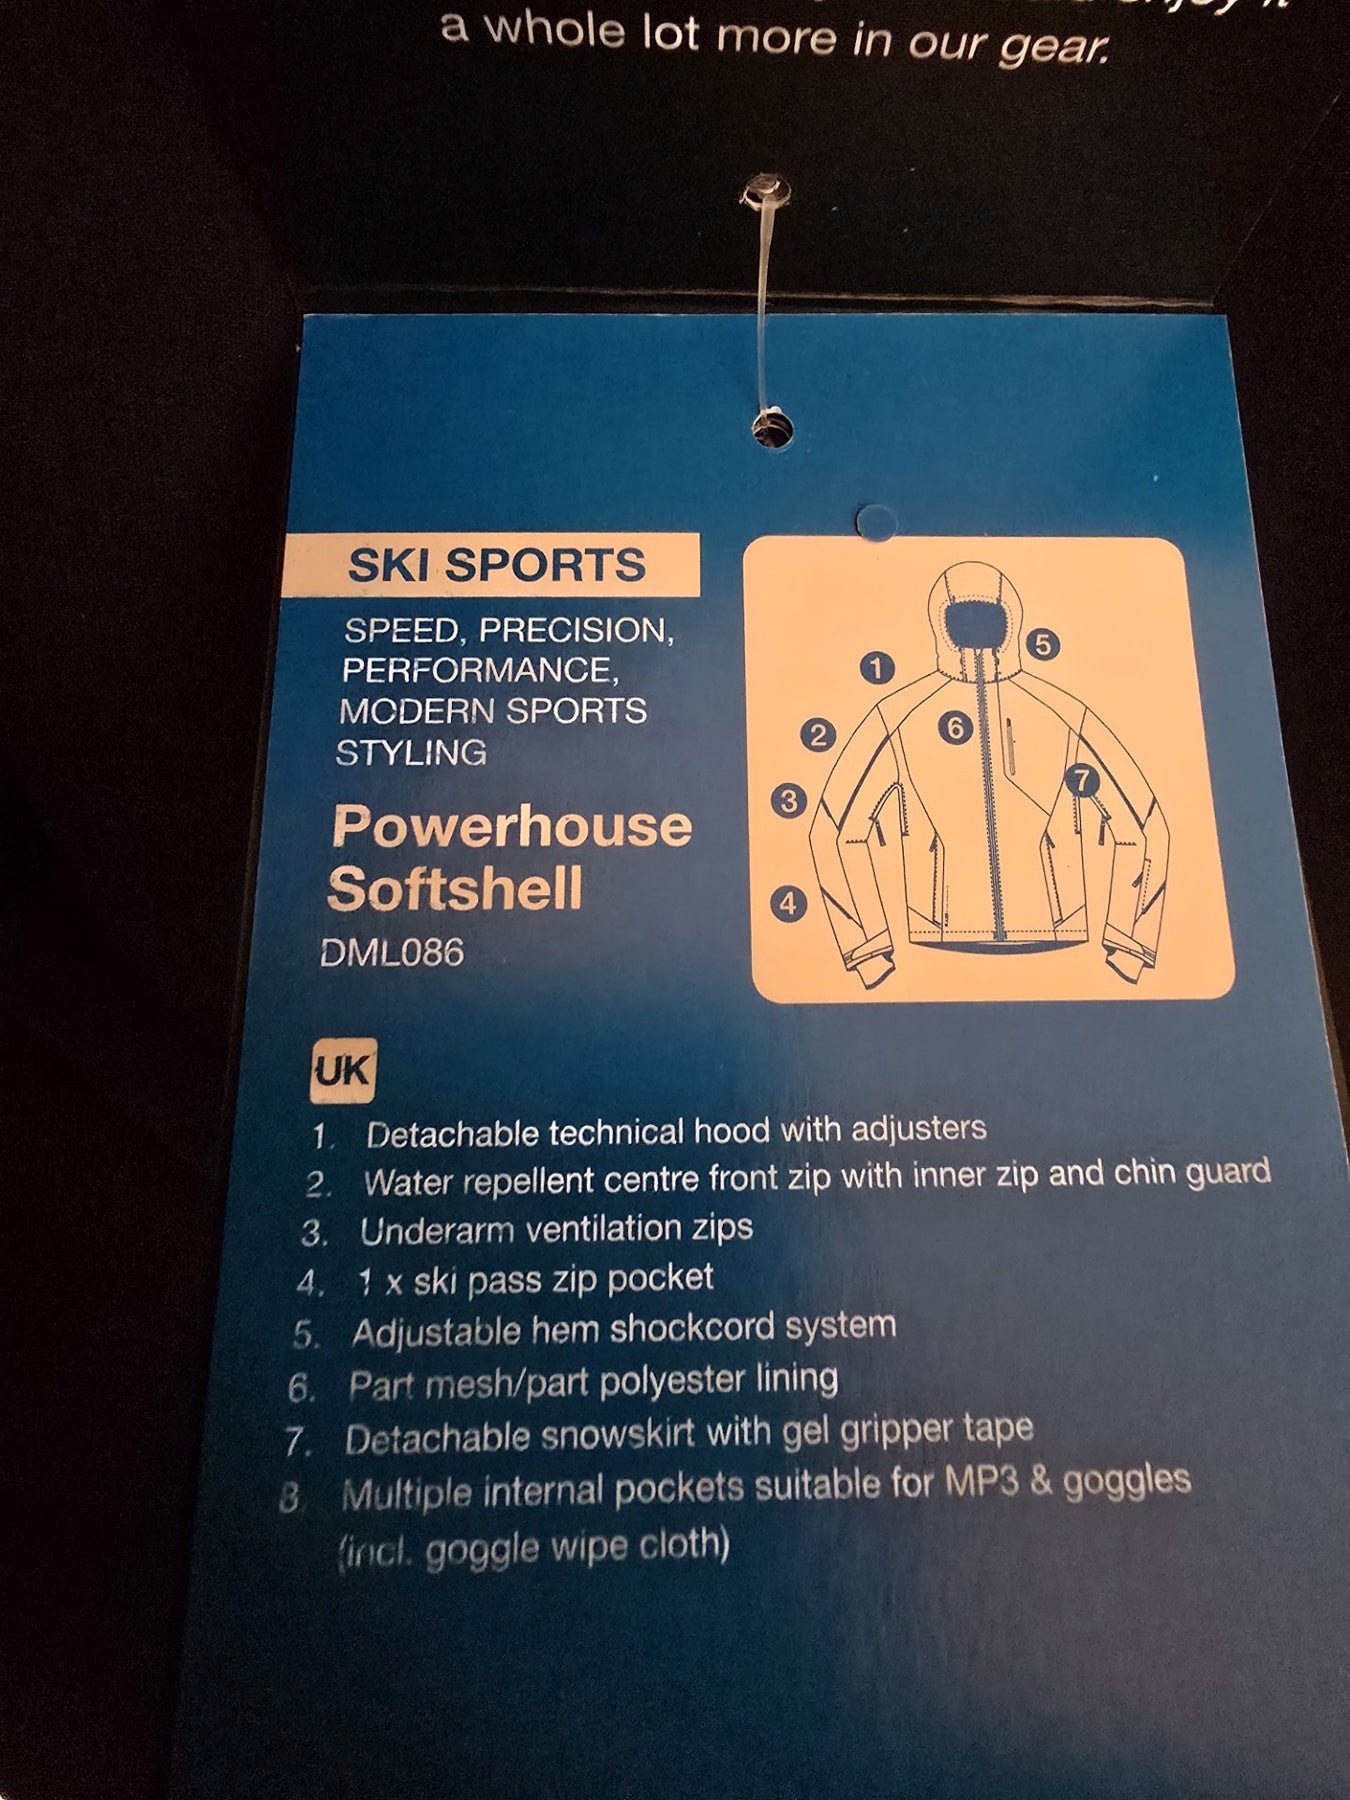 enjoy it
a whole lot more in our gear.
SKI SPORTS
SPEED, PRECISION,
PERFORMANCE,
MODERN SPORTS
STYLING
Powerhouse
Softshell
DML086
1
2
3
4
5
6
7
UK
1. Detachable technical hood with adjusters
2. Water repellent centre front zip with inner zip and chin guard
3. Underarm ventilation zips
4. 1 x ski pass zip pocket
5. Adjustable hem shockcord system
6. Part mesh/part polyester lining
7. Detachable snowskirt with gel gripper tape
8 Multiple internal pockets suitable for MP3 & goggles
(incl. goggle wipe cloth)